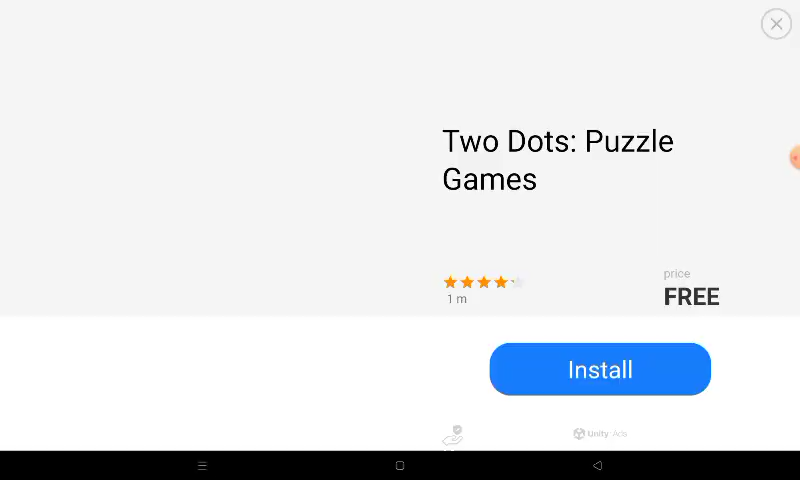 Two Dots: Puzzle
Games
price
1 m
FREE
Install
Unity Ads